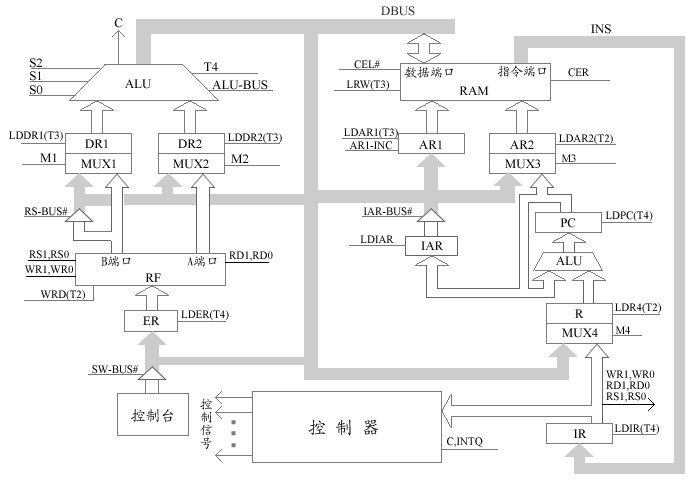 DBUS
C
INS
S2
S1
S0
ALU
T4
ALU-BUS
CEL#
LRW(T3)
数据端口
指令端口
RAM
CER
LDDR1(T3)
DR1
M1
MUX1
DR2
LDDR2(T3)
MUX2
M2
LDAR1(T3)
AR1-INC
AR1
AR2
LDAR2(T2)
MUX3
M3
RS-BUS#
IAR-BUS#
LDIAR
IAR
PC
LDPC(T4)
ALU
RS1,RS0
WR1,WR0
B端口
A端口
RD1,RD0
RF
WRD(T2)
ER
LDER(T4)
R
LDR4(T2)
MUX4
M4
SW-BUS#
控制台
控制信号
控制器
C,INTQ
WR1,WR0
RD1,RD0
RS1,RS0
IR
LDIR(T4)